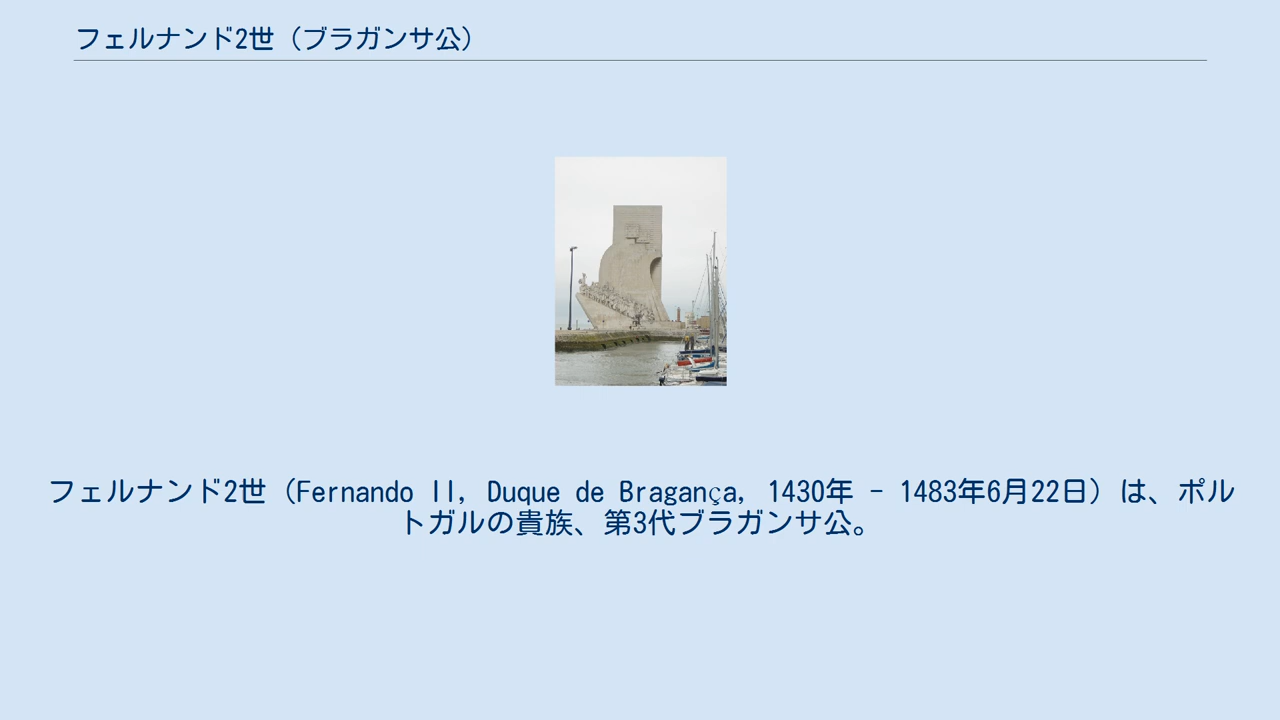 フェルナンド2世（ブラガンサ公）
フェルナンド2世（Fernando II, Duque de Bragança, 1430年 - 1483年6月22日）は、ポル
トガルの貴族、第3代ブラガンサ公。